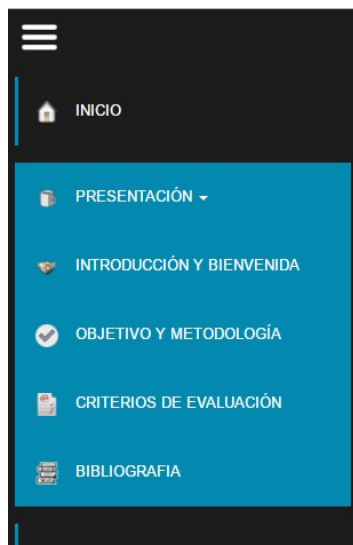 INICIO
PRESENTACIÓN
INTRODUCCIÓN Y BIENVENIDA
OBJETIVO Y METODOLOGÍA
CRITERIOS DE EVALUACIÓN
BIBLIOGRAFIA